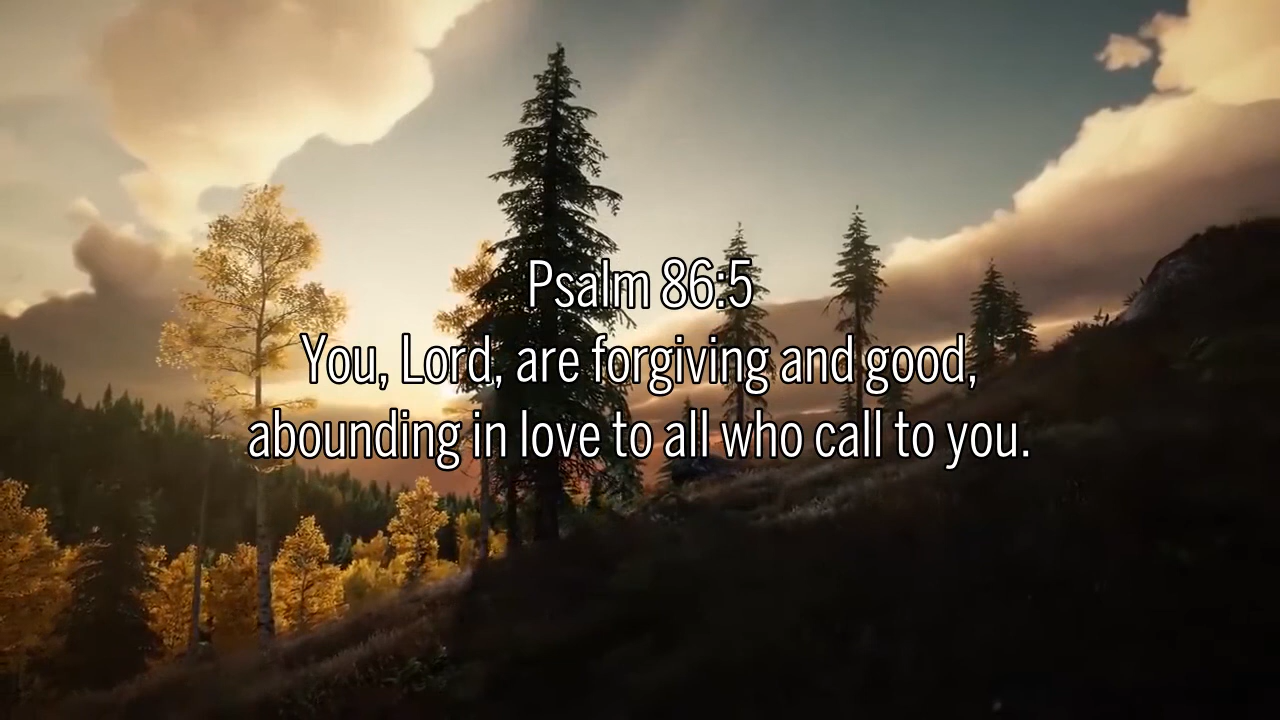 Psalm 86:5
You, Lord, are forgiving and good,
abounding in love to all who call to you.